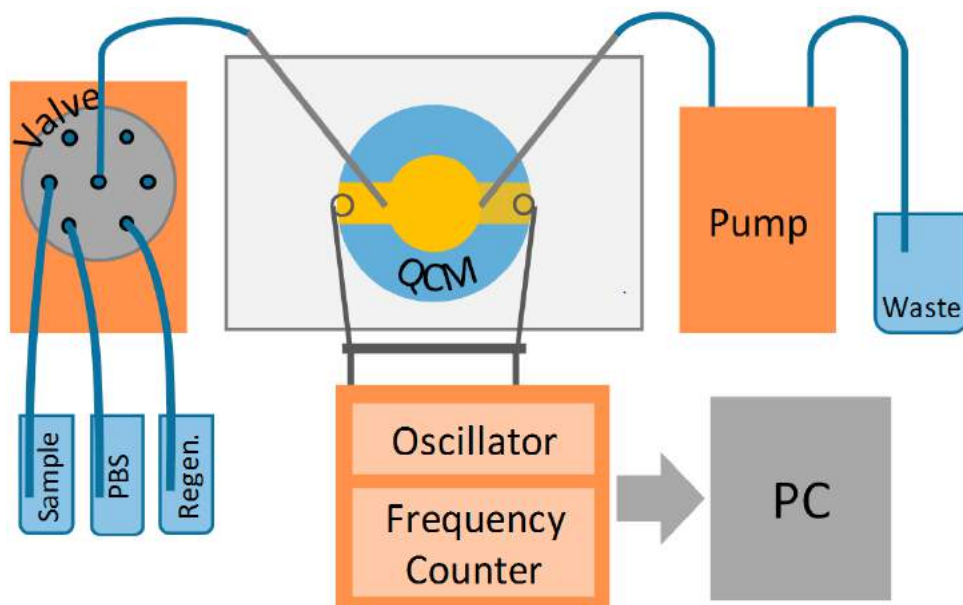 Valve
QCM
Pump
Waste
Sample
PBS
Regen.
Oscillator
Frequency
Counter
PC